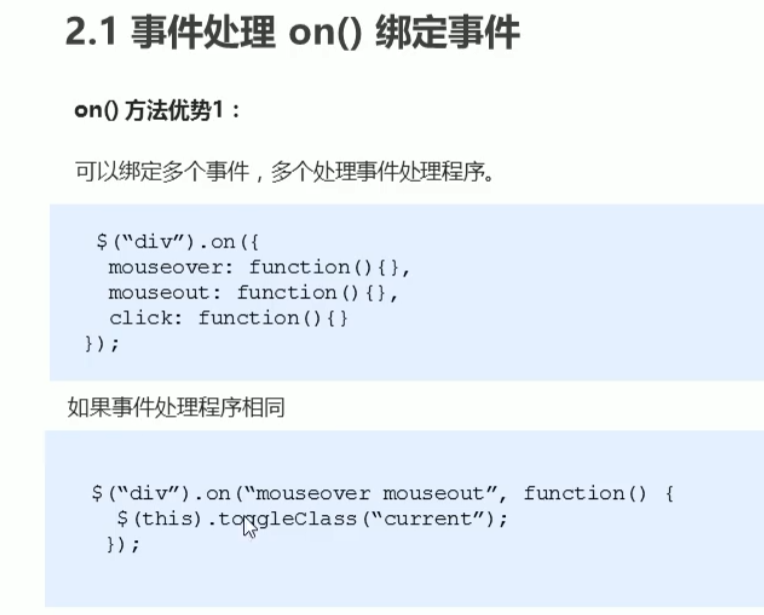 2.1 事件处理 on() 绑定事件
on() 方法优势1：
可以绑定多个事件，多个处理事件处理程序。
$(“div”).on({
mouseover: function(){},
mouseout: function(){},
click: function(){}
});
如果事件处理程序相同
$(“div”).on(“mouseover mouseout”, function() {
$(this).toggleClass(“current”);
});